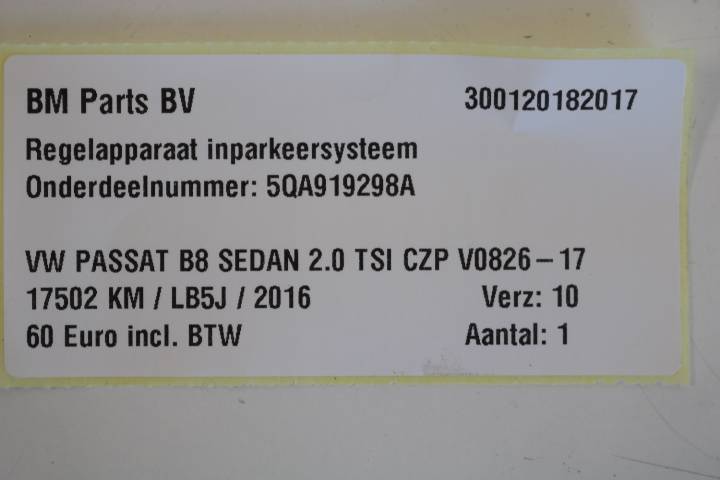 BM Parts BV 300120182017
Regelapparaat inparkeersysteem
Onderdeelnummer: 5QA919298A
VW PASSAT B8 SEDAN 2.0 TSI CZP V0826-17
17502 KM / LB5J / 2016 Verz: 10
60 Euro incl. BTW Aantal: 1